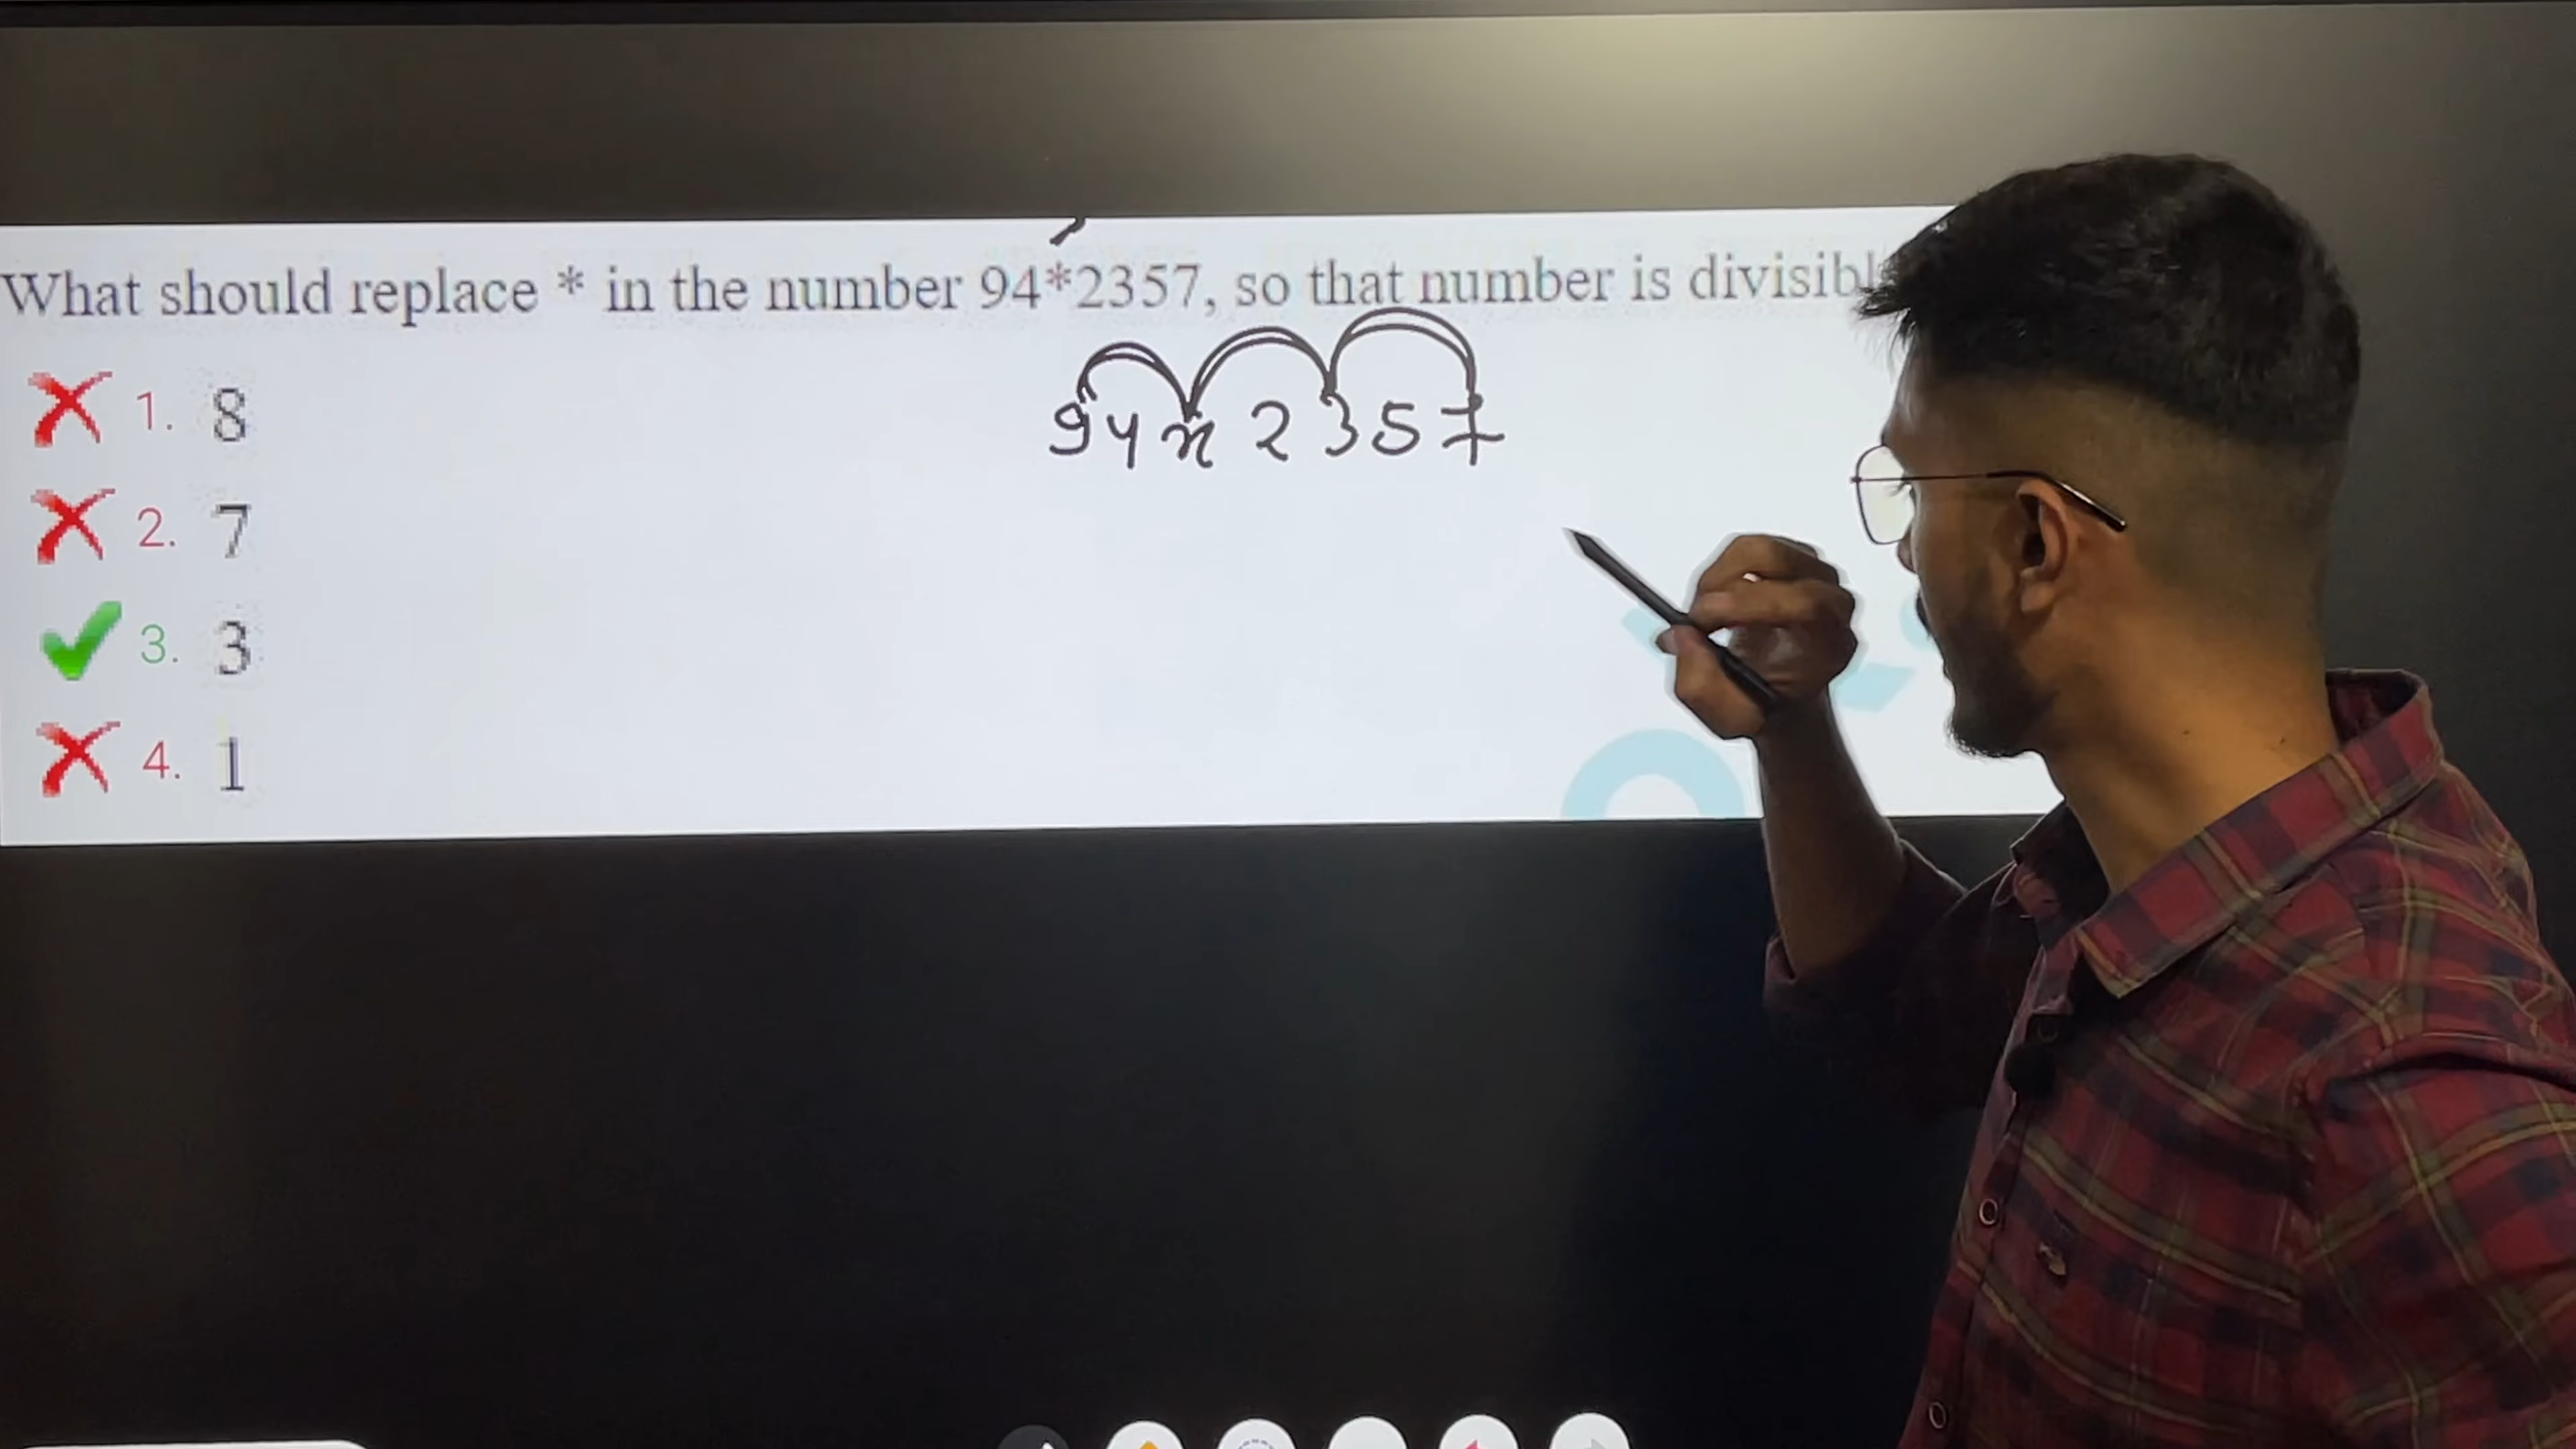 What should replace * in the number 94*2357, so that number is divisibl
1. 8
2. 7
3. 3
4. 1
94x2357